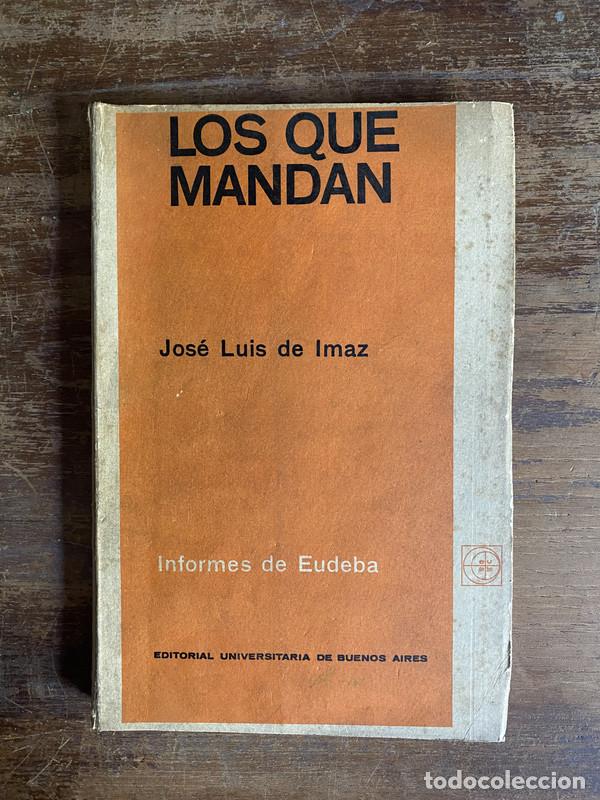 LOS QUE
MANDAN
José Luis de Imaz
Informes de Eudeba
EDITORIAL UNIVERSITARIA DE BUENOS AIRES
todocoleccion